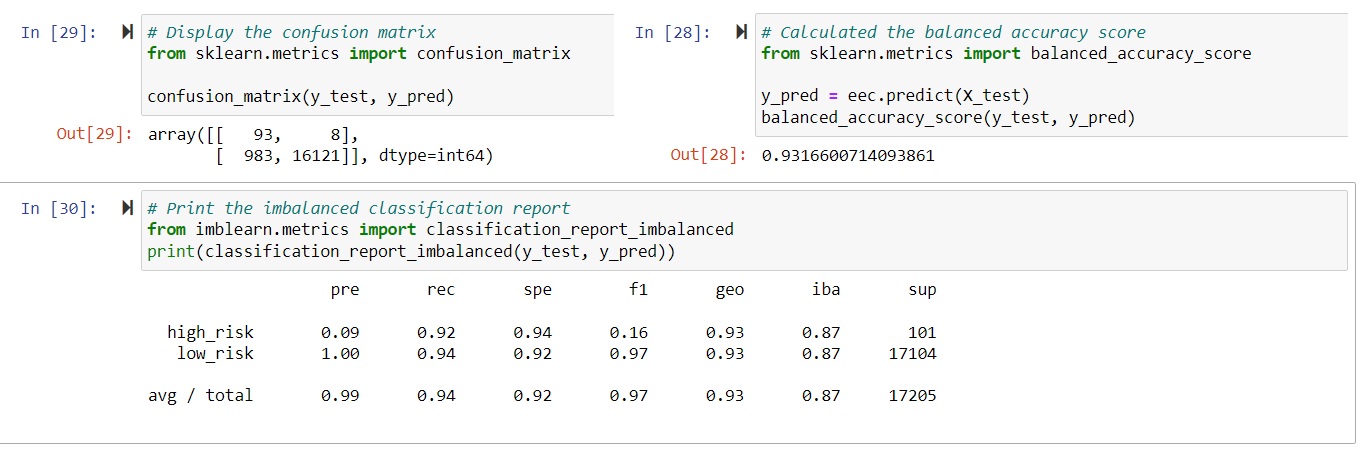 In [29]: # Display the confusion matrix
from sklearn.metrics import confusion_matrix
confusion_matrix(y_test, y_pred)
Out[29]: array([[   93,     8],
       [  983, 16121]], dtype=int64)
In [28]: # Calculated the balanced accuracy score
from sklearn.metrics import balanced_accuracy_score
y_pred = eec.predict(X_test)
balanced_accuracy_score(y_test, y_pred)
Out[28]: 0.9316600714093861
In [30]: # Print the imbalanced classification report
from imblearn.metrics import classification_report_imbalanced
print(classification_report_imbalanced(y_test, y_pred))
pre rec spe f1 geo iba sup
high_risk 0.09 0.92 0.94 0.16 0.93 0.87 101
low_risk 1.00 0.94 0.92 0.97 0.93 0.87 17104
avg / total 0.99 0.94 0.92 0.97 0.93 0.87 17205